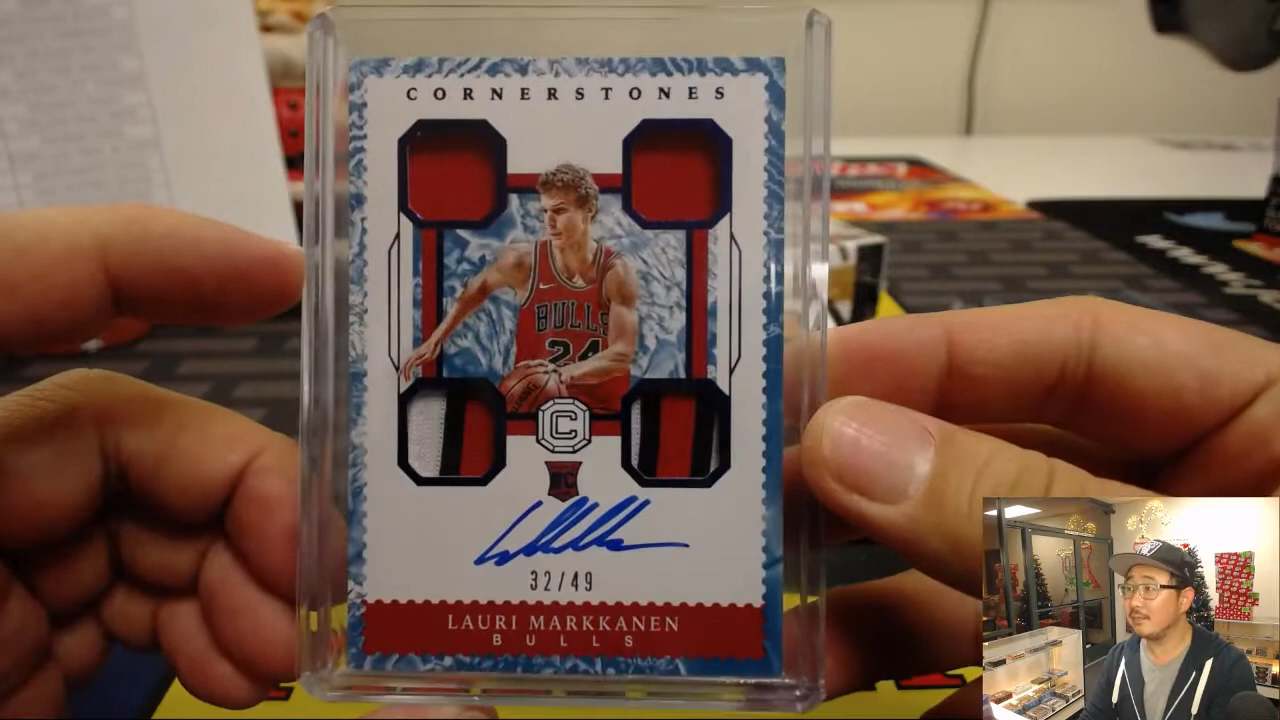 CORNERSTONES
BULLS
24
C
RC
32/49
LAURI MARKKANEN
BULLS